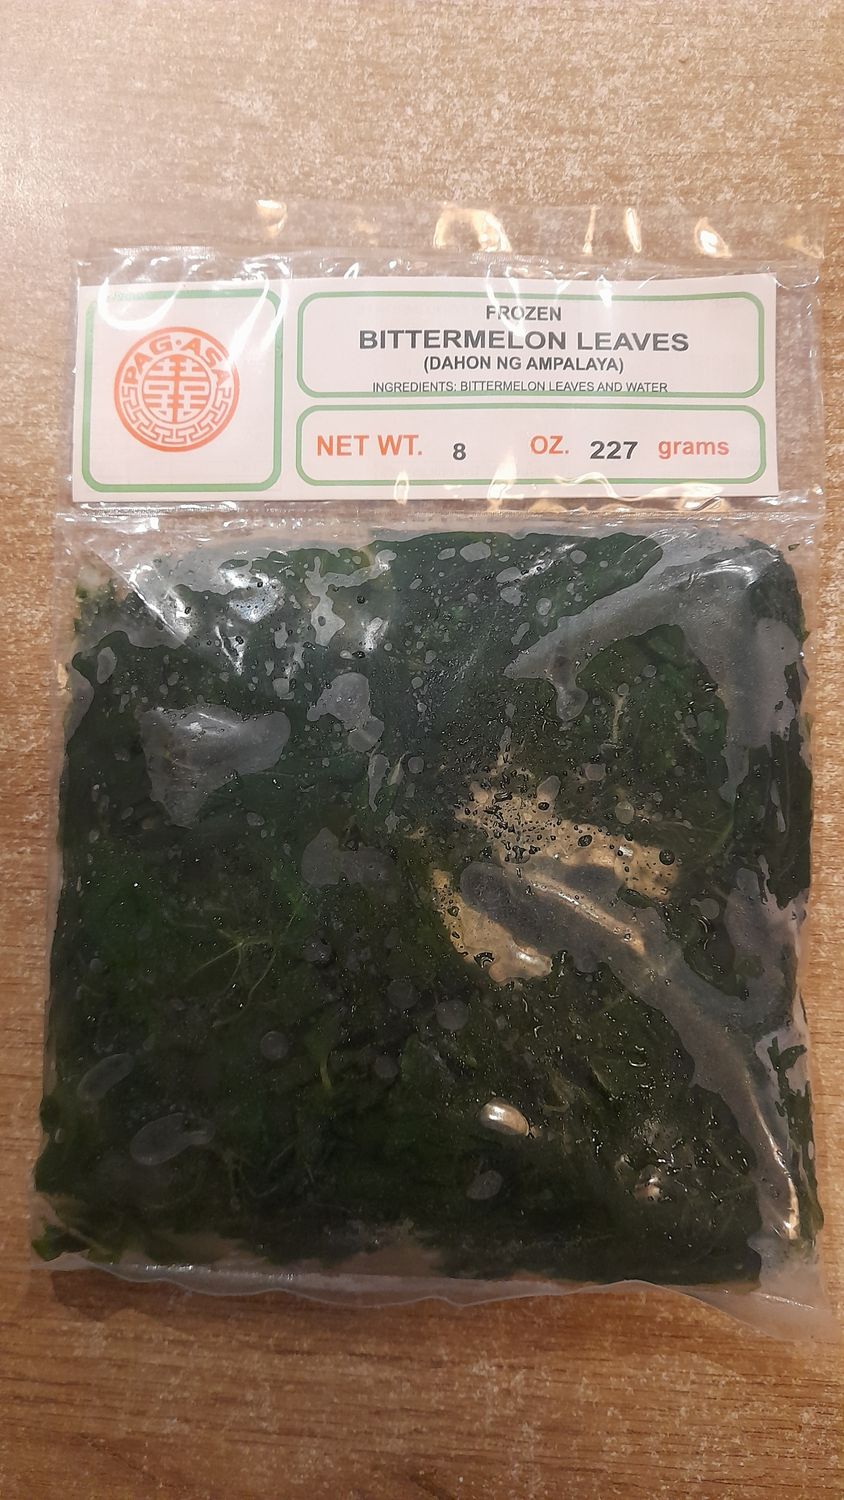 PAG-ASA
FROZEN
BITTERMELON LEAVES
(DAHON NG AMPALAYA)
INGREDIENTS: BITTERMELON LEAVES AND WATER
NET WT. 8 OZ. 227 grams